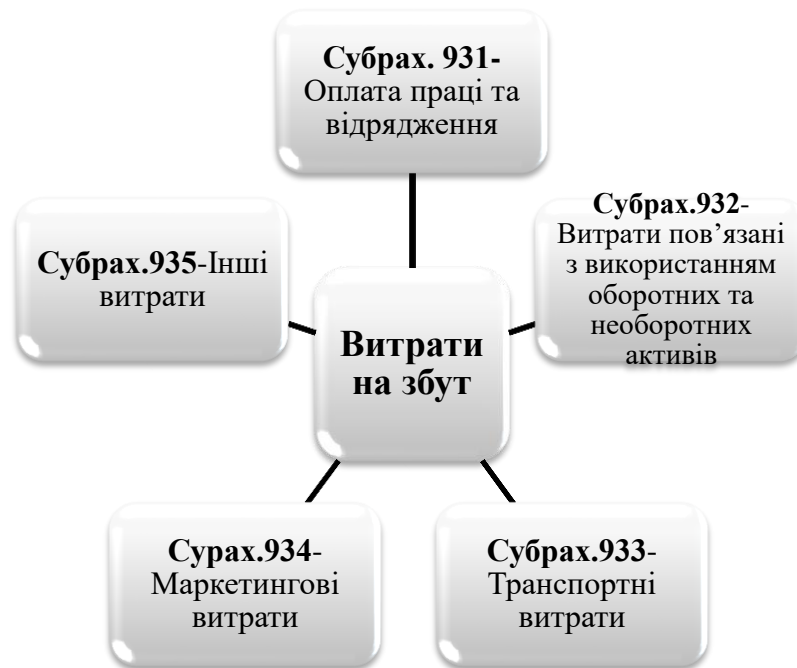 Субрах. 931-
Оплата праці та
відрядження
Субрах.932-
Витрати пов’язані
з використанням
оборотних та
необоротних
активів
Субрах.935-Інші
витрати
Витрати
на збут
Сурах.934-
Маркетингові
витрати
Субрах.933-
Транспортні
витрати